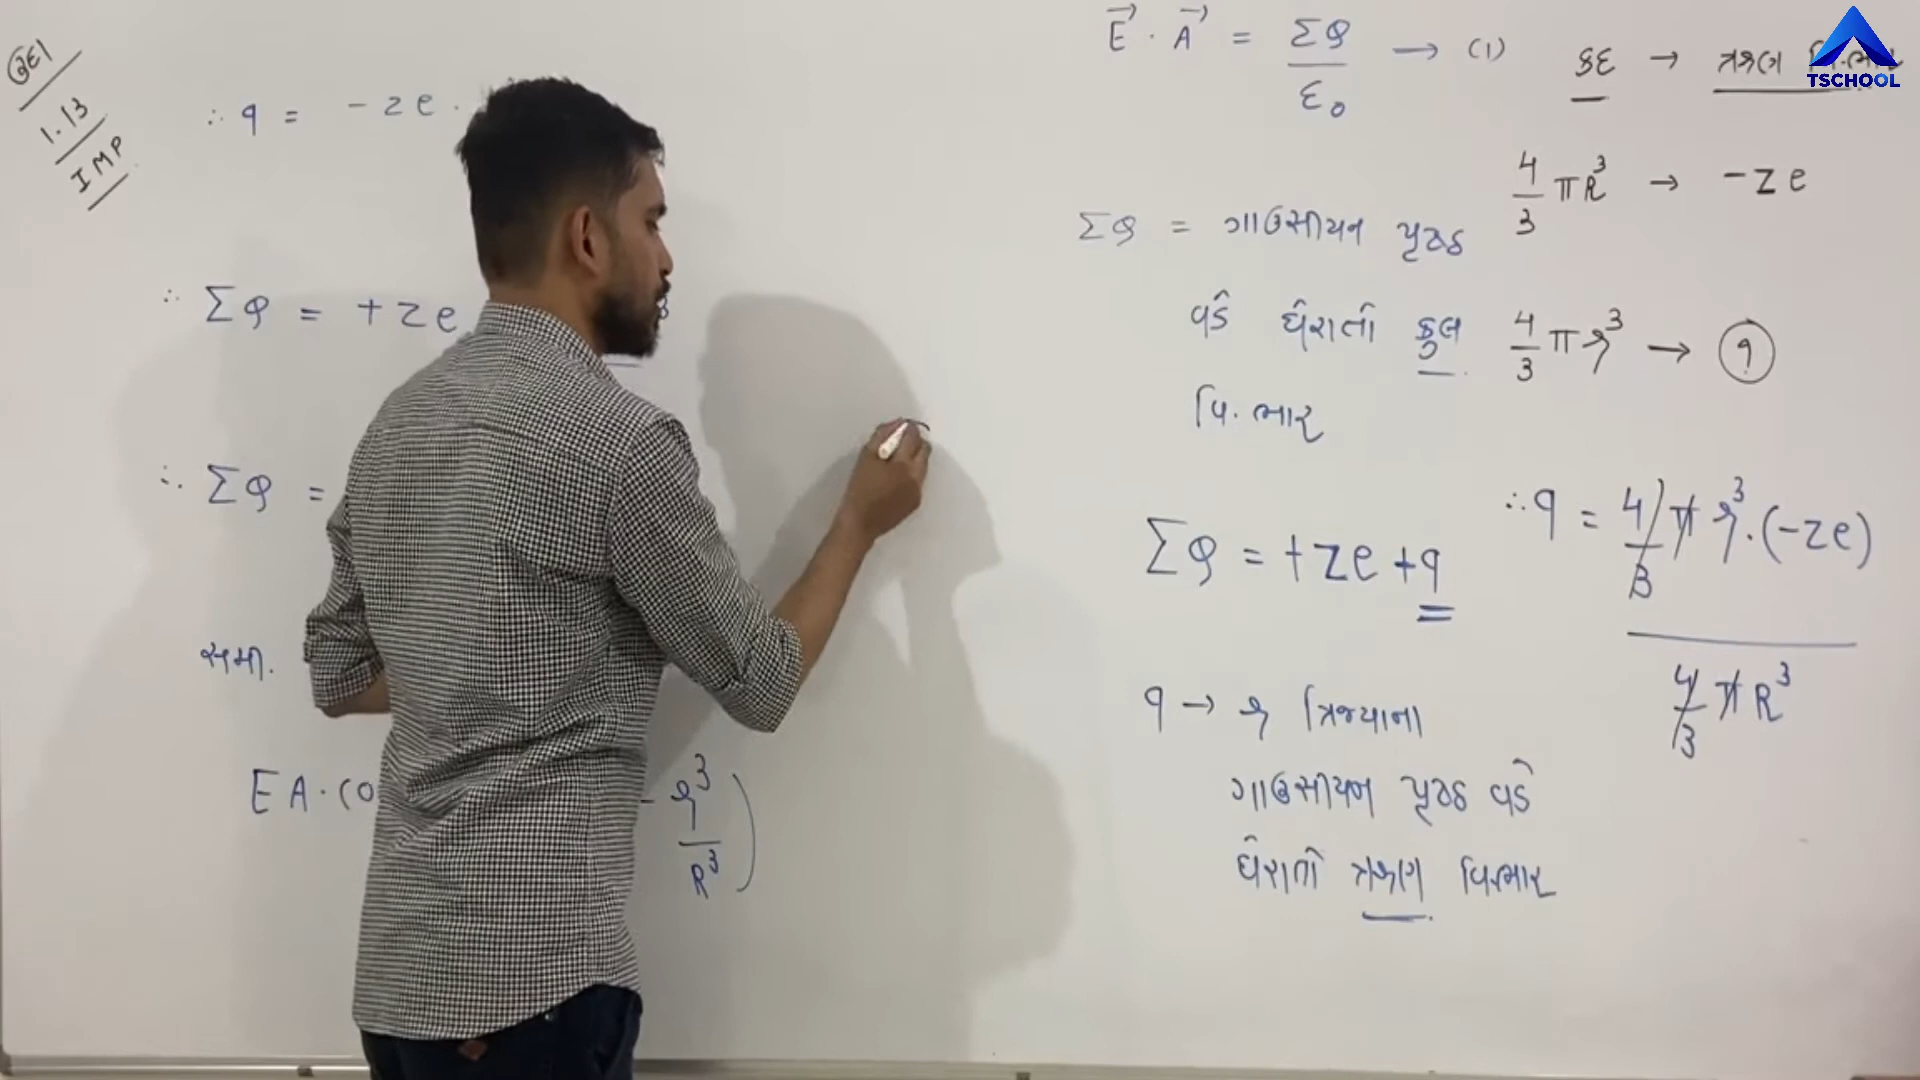 ઉદા.
1.13
IMP
∴ q = - ze ·
∴ ΣQ = + ze
∴ ΣQ =
સમી.
E A · co
- r³/R³ )
E⃗ · A⃗ = ΣQ/ε₀ → (1)
ΣQ = ગાઉસીયન પૃષ્ઠ
વડે ઘેરાતો કુલ
વિ. ભાર
ΣQ = + ze + q
q → r ત્રિજ્યાના
ગાઉસીયન પૃષ્ઠ વડે
ઘેરાતો ઋણ વિ.ભાર
કદ → ઋણ વિ.ભાર
4/3 πR³ → - ze
4/3 πr³ → q
∴ q = 4/3 π r³ · (- ze)
4/3 π R³
TSCHOOL